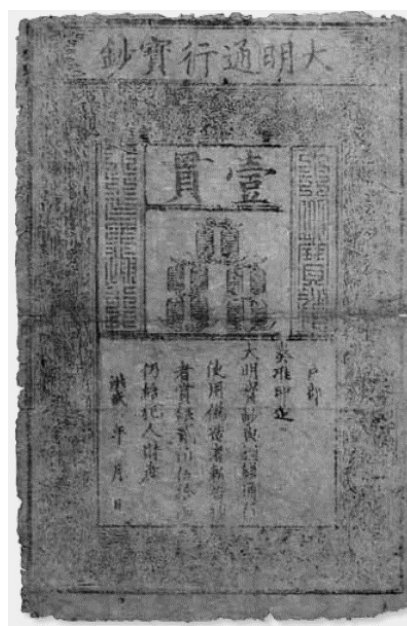 大明通行寶鈔
壹貫
戶部
奏准印造
大明寶鈔與銅錢通行
使用偽造者斬告捕
者賞銀貳伯伍拾兩
仍給犯人財產
洪武 年 月 日